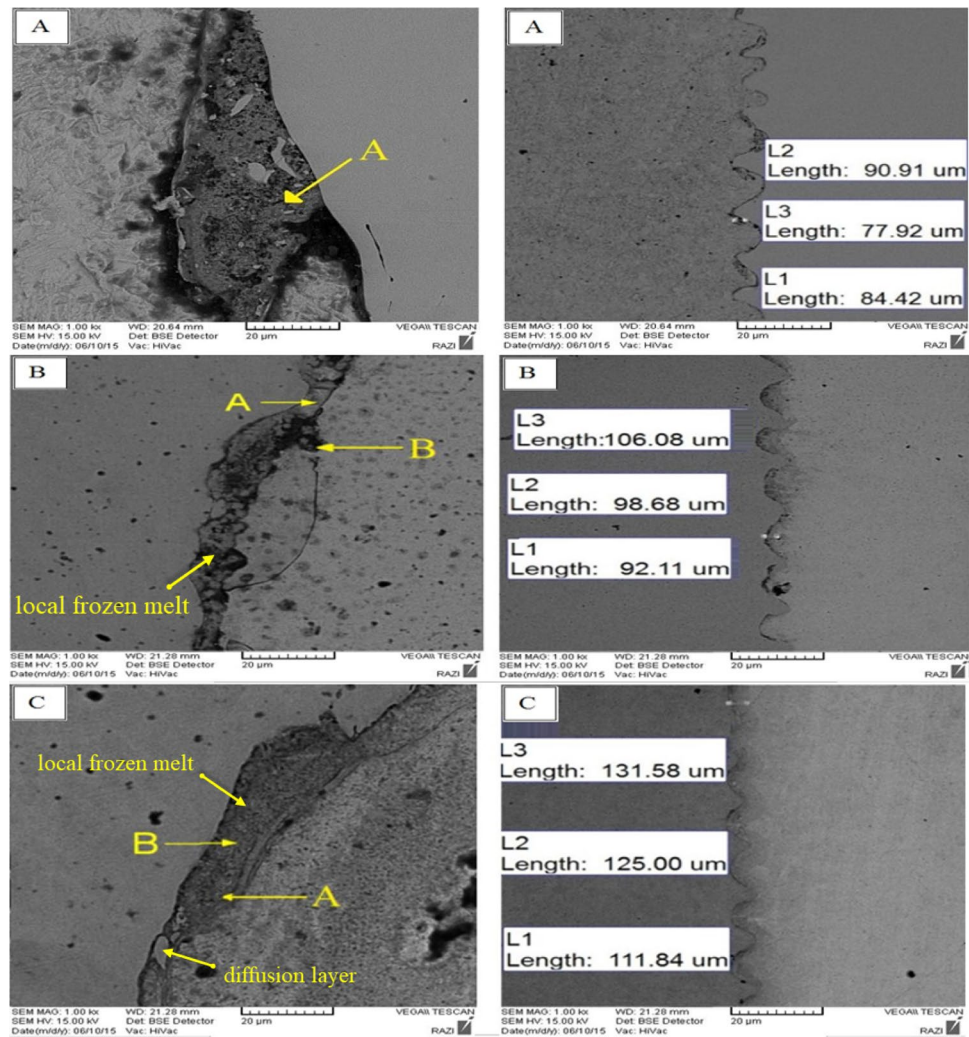 A
A
SEM MAG: 1.00 kx WD: 20.64 mm
SEM HV: 15.00 kV Det: BSE Detector 20 µm VEGA\\ TESCAN
Date(m/d/y): 06/10/15 Vac: HiVac RAZI
A
L2
Length: 90.91 um
L3
Length: 77.92 um
L1
Length: 84.42 um
SEM MAG: 1.00 kx WD: 20.64 mm
SEM HV: 15.00 kV Det: BSE Detector 20 µm VEGA\\ TESCAN
Date(m/d/y): 06/10/15 Vac: HiVac RAZI
B
A
B
local frozen melt
SEM MAG: 1.00 kx WD: 21.28 mm
SEM HV: 15.00 kV Det: BSE Detector 20 µm VEGA\\ TESCAN
Date(m/d/y): 06/10/15 Vac: HiVac RAZI
B
L3
Length:106.08 um
L2
Length: 98.68 um
L1
Length: 92.11 um
SEM MAG: 1.00 kx WD: 21.28 mm
SEM HV: 15.00 kV Det: BSE Detector 20 µm VEGA\\ TESCAN
Date(m/d/y): 06/10/15 Vac: HiVac RAZI
C
local frozen melt
B
A
diffusion layer
SEM MAG: 1.00 kx WD: 21.28 mm
SEM HV: 15.00 kV Det: BSE Detector 20 µm VEGA\\ TESCAN
Date(m/d/y): 06/10/15 Vac: HiVac RAZI
C
L3
Length: 131.58 um
L2
Length: 125.00 um
L1
Length: 111.84 um
SEM MAG: 1.00 kx WD: 21.28 mm
SEM HV: 15.00 kV Det: BSE Detector 20 µm VEGA\\ TESCAN
Date(m/d/y): 06/10/15 Vac: HiVac RAZI